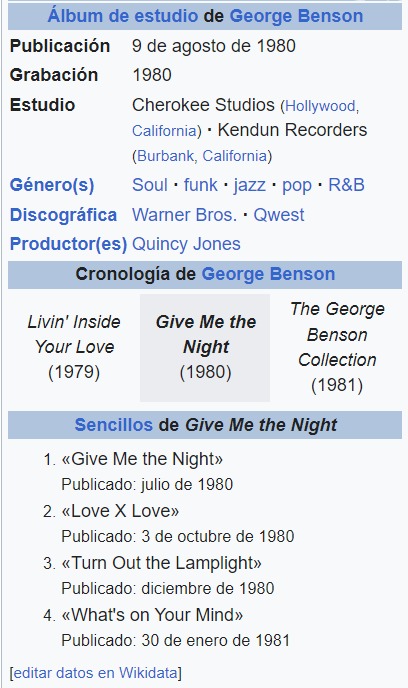 Álbum de estudio de George Benson
Publicación 9 de agosto de 1980
Grabación 1980
Estudio Cherokee Studios (Hollywood,
California) · Kendun Recorders
(Burbank, California)
Género(s) Soul · funk · jazz · pop · R&B
Discográfica Warner Bros. · Qwest
Productor(es) Quincy Jones
Cronología de George Benson
Livin' Inside
Your Love
(1979)
Give Me the
Night
(1980)
The George
Benson
Collection
(1981)
Sencillos de Give Me the Night
1. «Give Me the Night»
Publicado: julio de 1980
2. «Love X Love»
Publicado: 3 de octubre de 1980
3. «Turn Out the Lamplight»
Publicado: diciembre de 1980
4. «What's on Your Mind»
Publicado: 30 de enero de 1981
[editar datos en Wikidata]